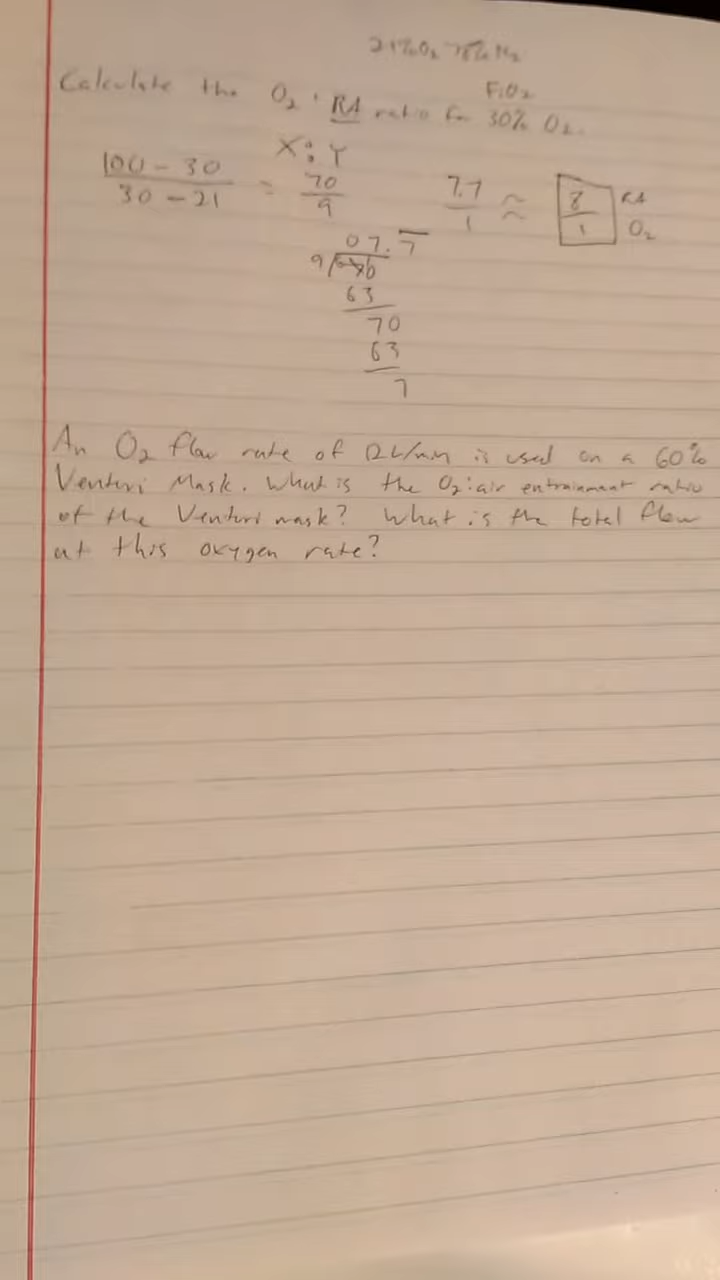 21% O₂ 78% N₂
FiO₂
Calculate the O₂ : RA ratio for 30% O₂.
X : Y
100 - 30 / 30 - 21 = 70 / 9
7.7 / 1 ≈ 8 / 1 RA O₂
07.7
9
63
70
63
7
An O₂ flow rate of 12 L/min is used on a 60%
Venturi Mask. What is the O₂:air entrainment ratio
of the Venturi mask? What is the total flow
at this oxygen rate?